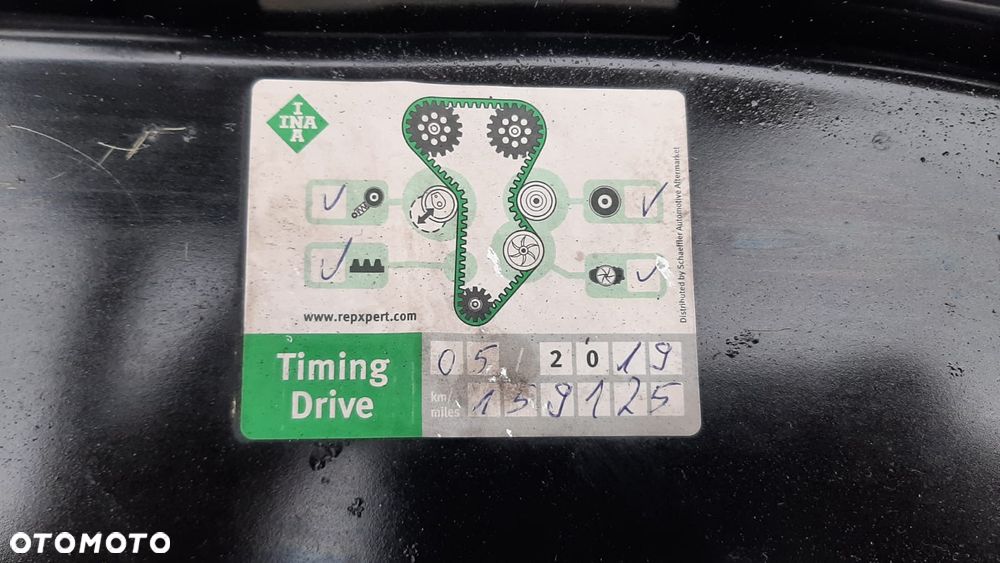 I
INA
A
www.repxpert.com
Distributed by Schaeffler Automotive Aftermarket
Timing
Drive
05 / 2019
km/
miles
159125
OTOMOTO